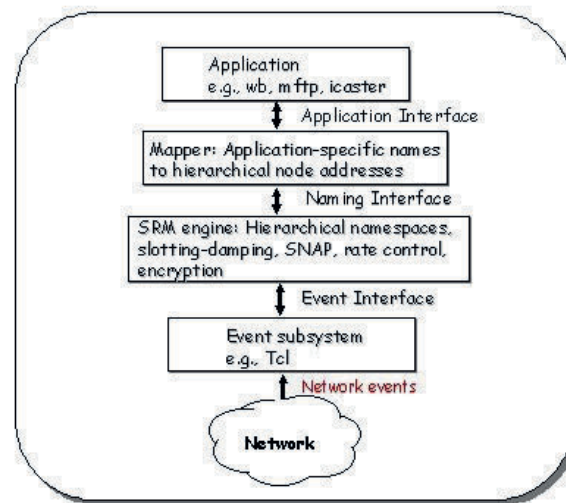 Application
e.g., wb, mftp, icaster
Application Interface
Mapper: Application-specific names
to hierarchical node addresses
Naming Interface
SRM engine: Hierarchical namespaces,
slotting-damping, SNAP, rate control,
encryption
Event Interface
Event subsystem
e.g., Tcl
Network events
Network